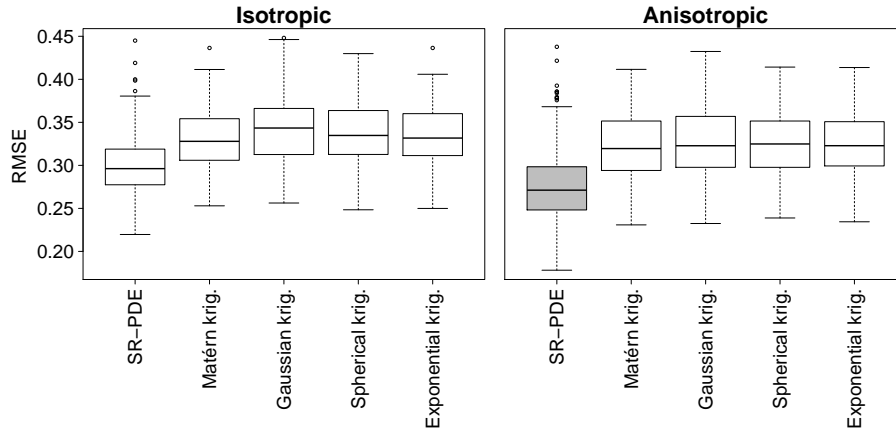 Isotropic
Anisotropic
RMSE
0.45
0.40
0.35
0.30
0.25
0.20
SR−PDE
Matérn krig.
Gaussian krig.
Spherical krig.
Exponential krig.
SR−PDE
Matérn krig.
Gaussian krig.
Spherical krig.
Exponential krig.